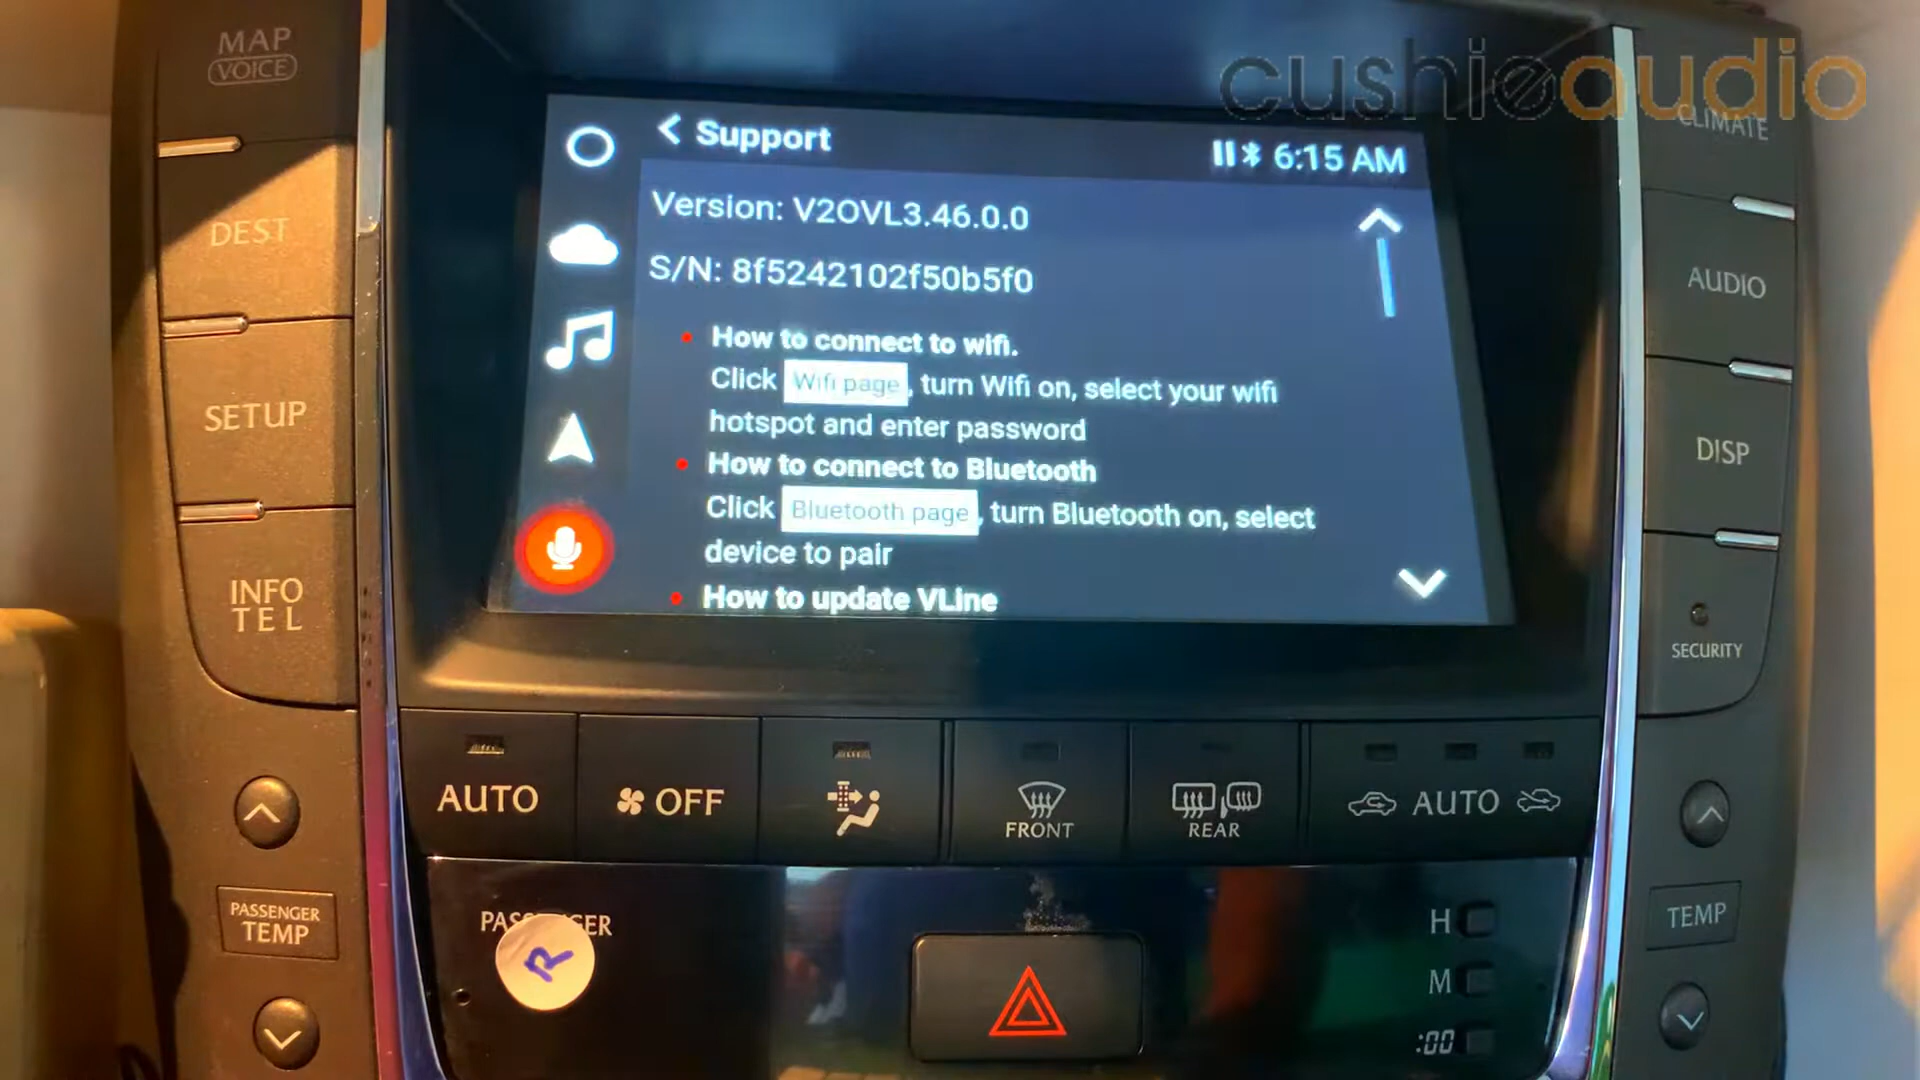 MAP
VOICE
cushieaudio
CLIMATE
< Support
6:15 AM
Version: V2OVL3.46.0.0
S/N: 8f5242102f50b5f0
DEST
AUDIO
• How to connect to wifi.
Click Wifi page, turn Wifi on, select your wifi
hotspot and enter password
SETUP
DISP
• How to connect to Bluetooth
Click Bluetooth page, turn Bluetooth on, select
device to pair
• How to update VLine
INFO
TEL
SECURITY
AUTO
OFF
FRONT
REAR
AUTO
PASSENGER
TEMP
PASSENGER
R
H
M
:00
TEMP